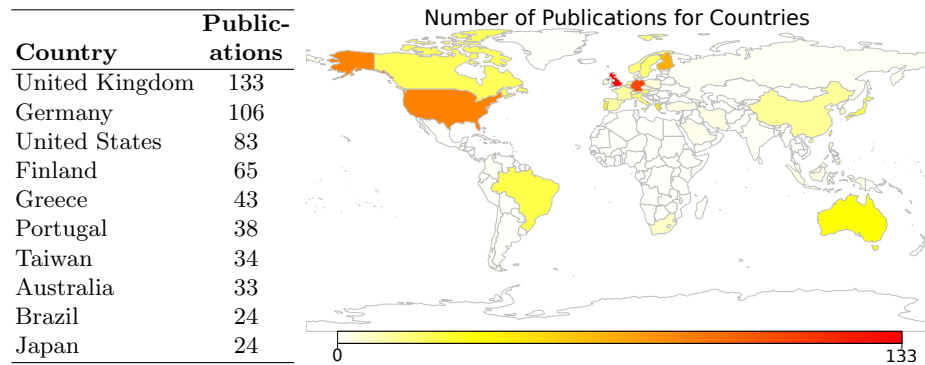 Country Public-
ations
United Kingdom 133
Germany 106
United States 83
Finland 65
Greece 43
Portugal 38
Taiwan 34
Australia 33
Brazil 24
Japan 24
Number of Publications for Countries
0 133